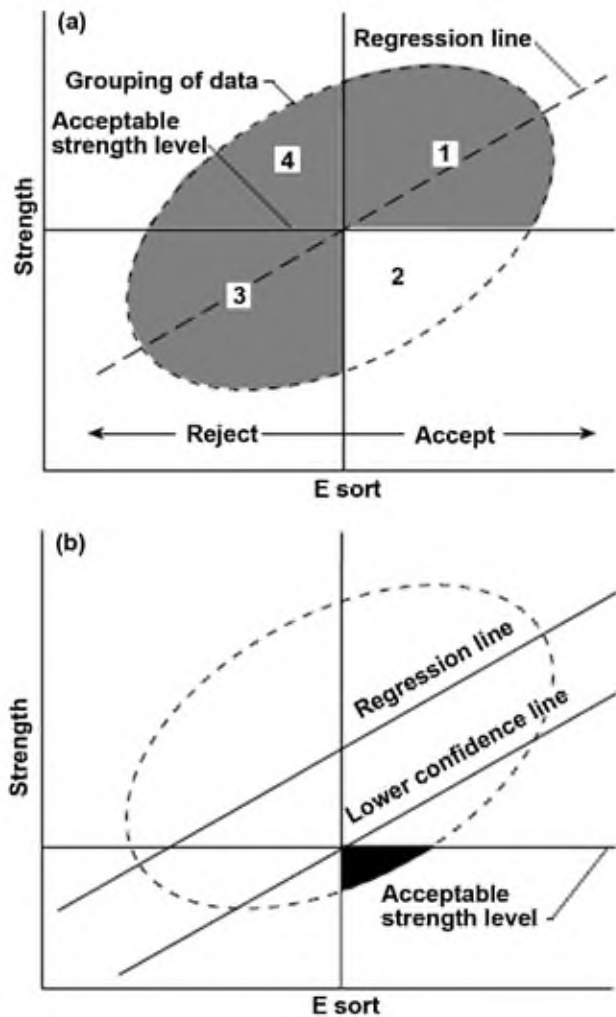 (a)
Regression line
Grouping of data
Acceptable
strength level
4
1
Strength
3
2
Reject
Accept
E sort
(b)
Regression line
Lower confidence line
Strength
Acceptable
strength level
E sort